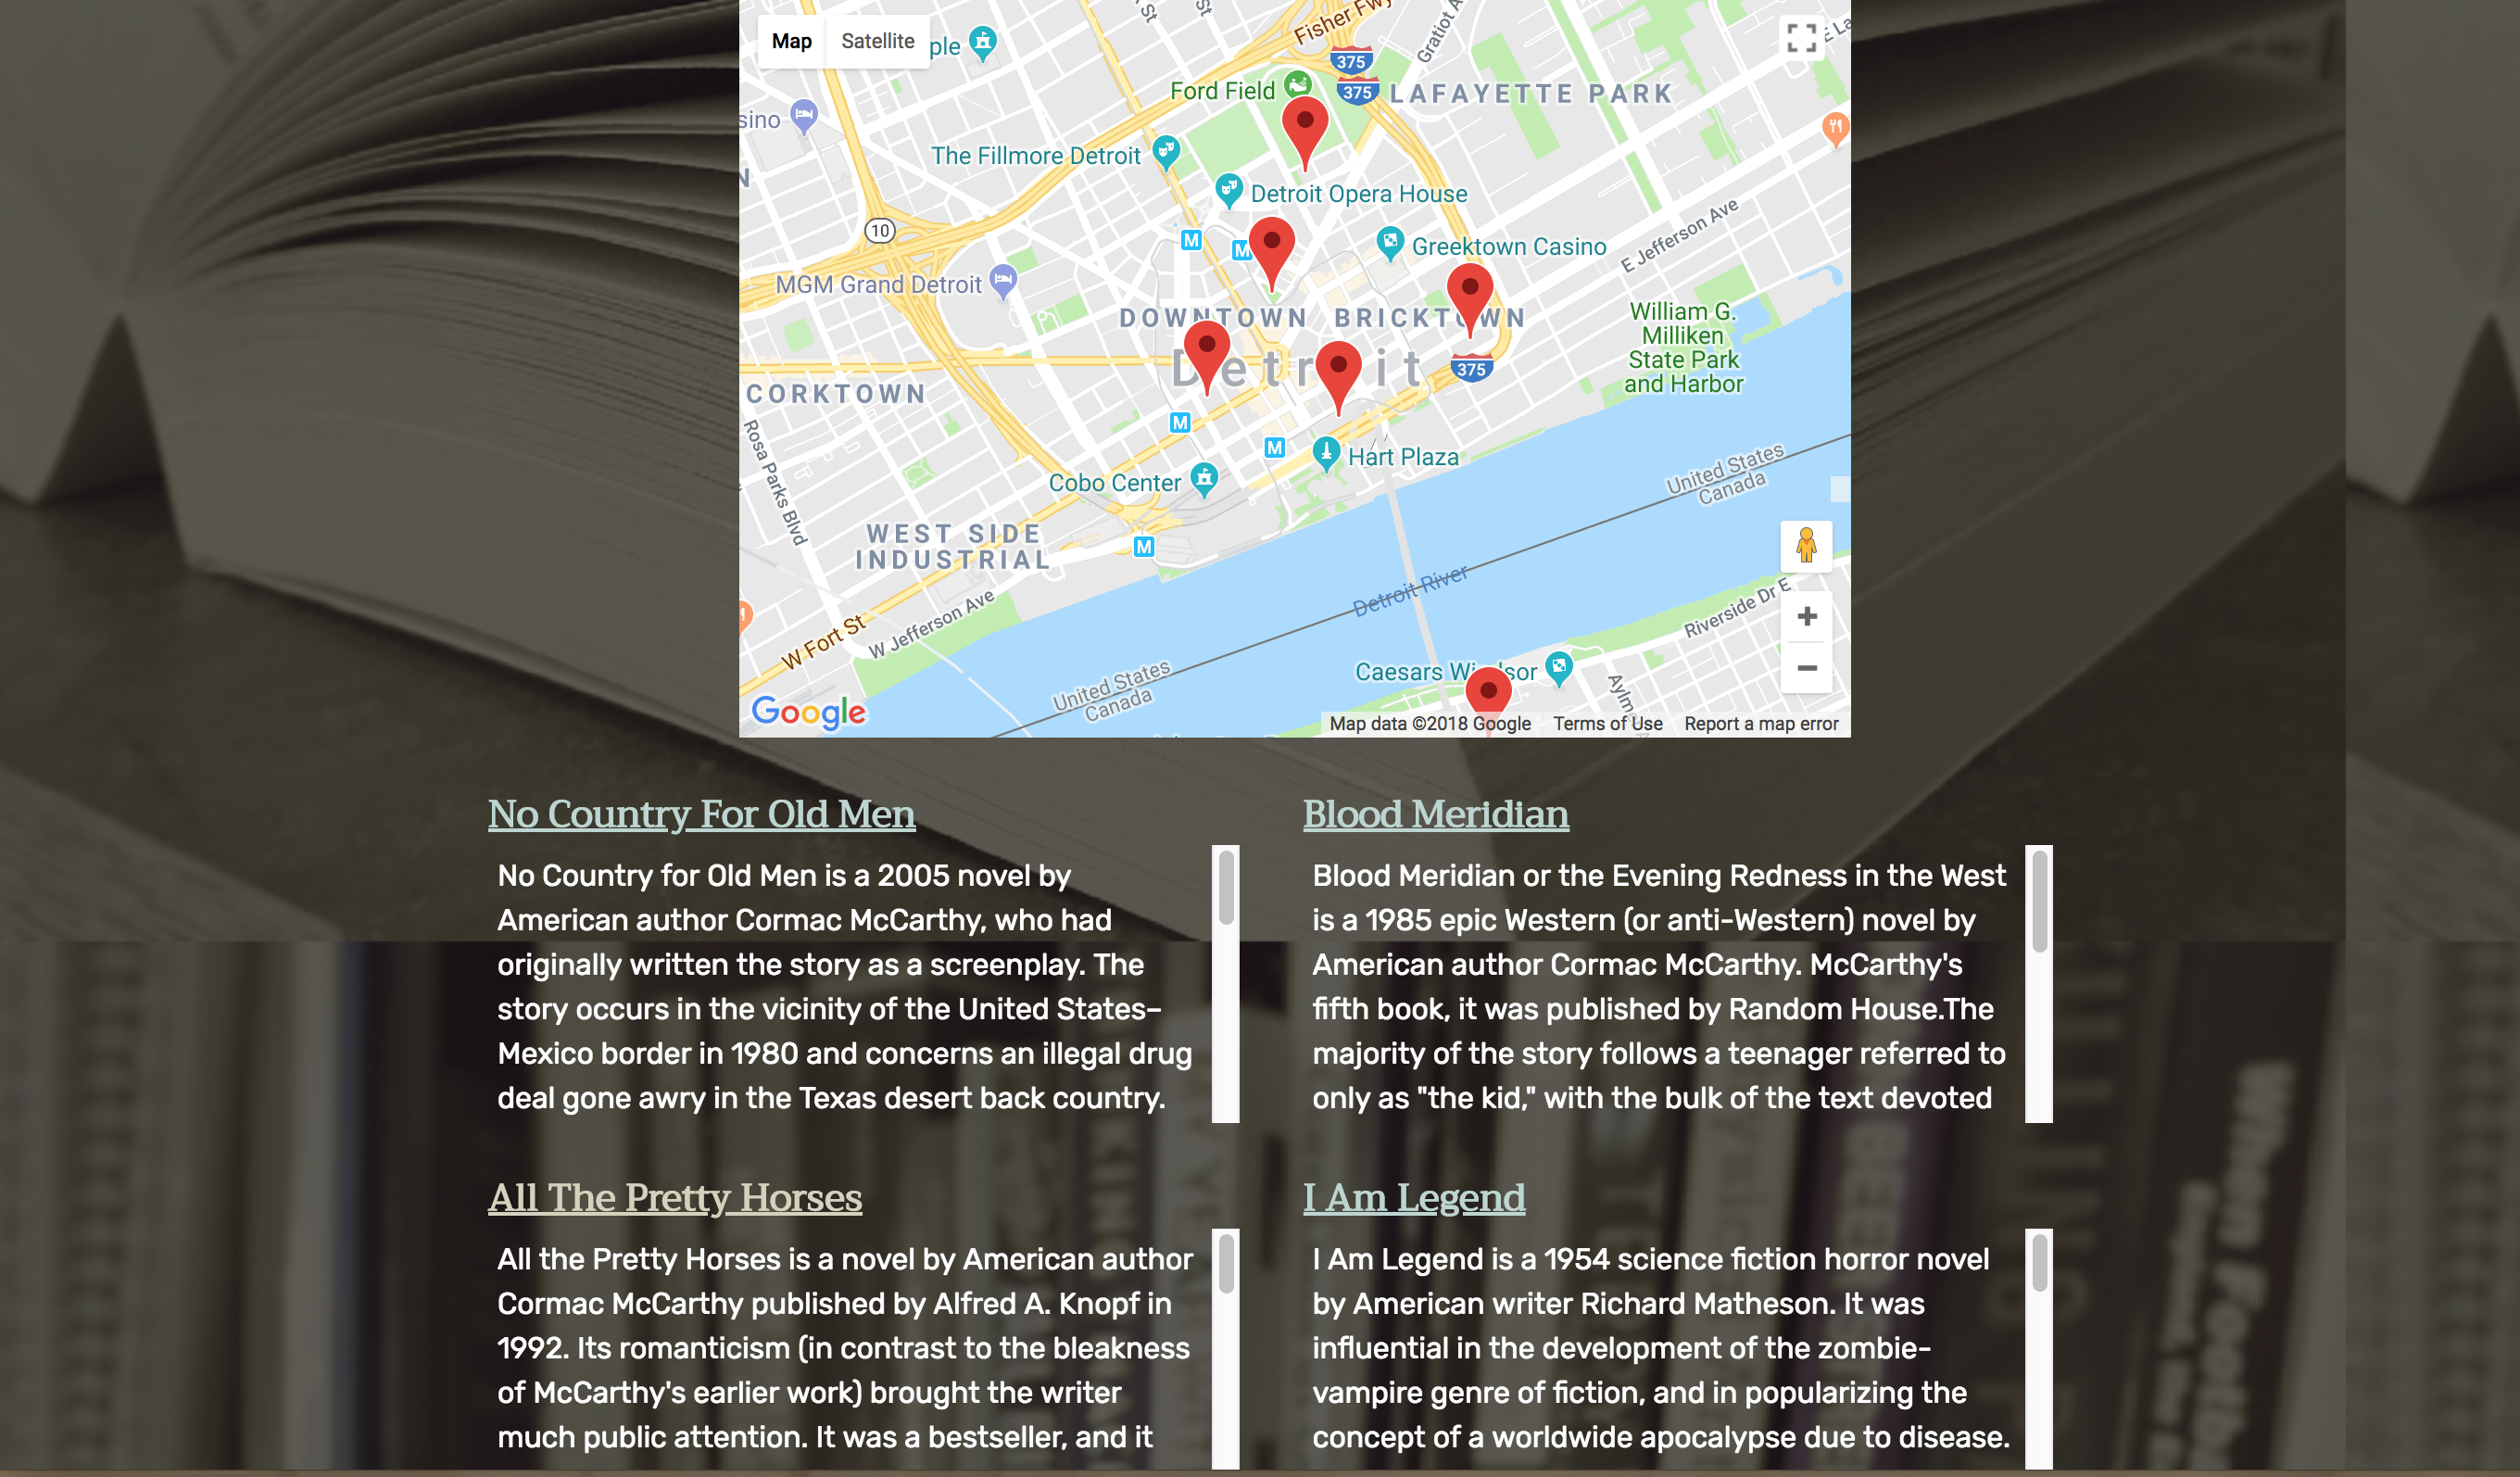 Map Satellite
ple
St
St
Fisher Fwy
Gratiot A
375
375
E La
Ford Field
LAFAYETTE PARK
sino
The Fillmore Detroit
N
Detroit Opera House
10
M
M
Greektown Casino
E Jefferson Ave
MGM Grand Detroit
DOWNTOWN BRICKTOWN
William G.
Milliken
State Park
and Harbor
Detroit
375
CORKTOWN
M
M
Hart Plaza
Rosa Parks Blvd
Cobo Center
United States
Canada
WEST SIDE
INDUSTRIAL
M
Detroit River
W Jefferson Ave
Riverside Dr E
W Fort St
Caesars Windsor
Aylm
United States
Canada
Google
Map data ©2018 Google Terms of Use Report a map error
No Country For Old Men
No Country for Old Men is a 2005 novel by
American author Cormac McCarthy, who had
originally written the story as a screenplay. The
story occurs in the vicinity of the United States–
Mexico border in 1980 and concerns an illegal drug
deal gone awry in the Texas desert back country.
Blood Meridian
Blood Meridian or the Evening Redness in the West
is a 1985 epic Western (or anti-Western) novel by
American author Cormac McCarthy. McCarthy's
fifth book, it was published by Random House.The
majority of the story follows a teenager referred to
only as "the kid," with the bulk of the text devoted
All The Pretty Horses
All the Pretty Horses is a novel by American author
Cormac McCarthy published by Alfred A. Knopf in
1992. Its romanticism (in contrast to the bleakness
of McCarthy's earlier work) brought the writer
much public attention. It was a bestseller, and it
I Am Legend
I Am Legend is a 1954 science fiction horror novel
by American writer Richard Matheson. It was
influential in the development of the zombie-
vampire genre of fiction, and in popularizing the
concept of a worldwide apocalypse due to disease.
When